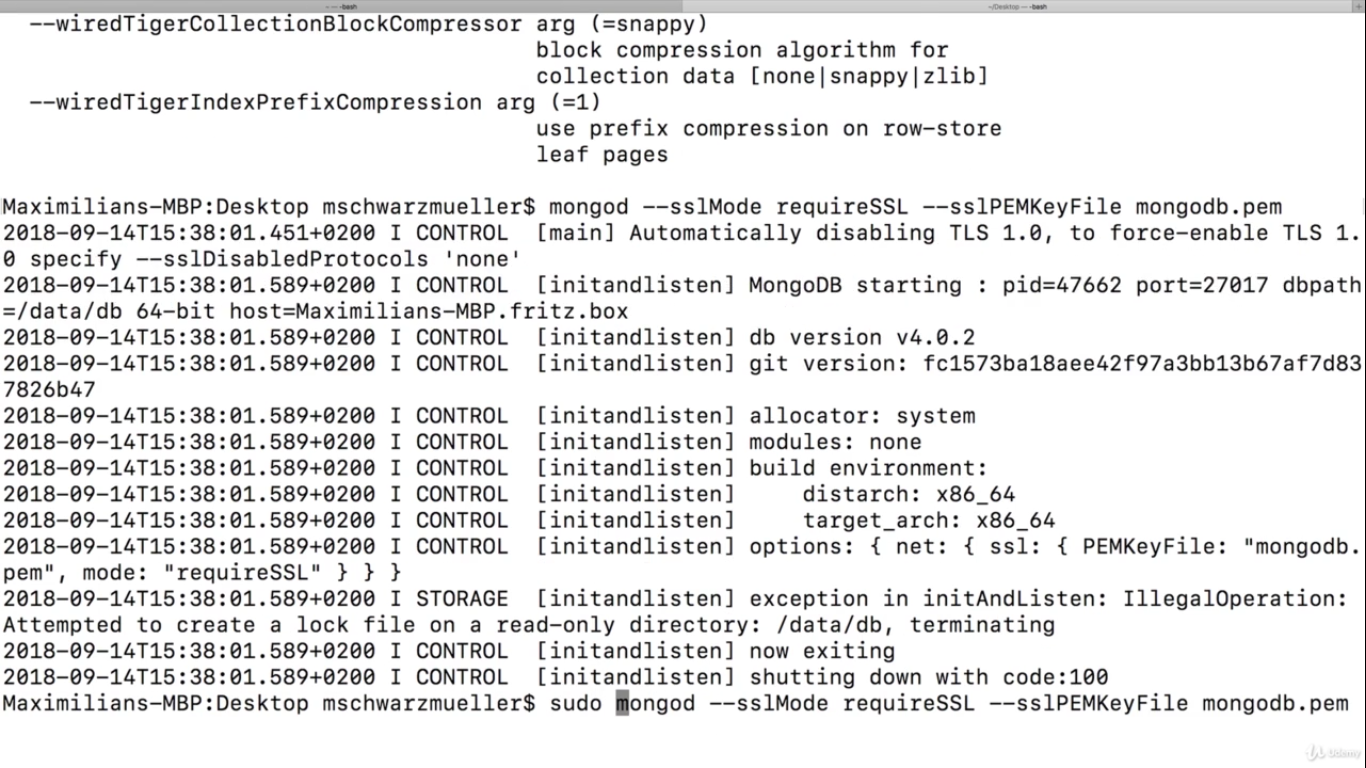 ~ — -bash
~/Desktop — -bash
--wiredTigerCollectionBlockCompressor arg (=snappy)
block compression algorithm for
collection data [none|snappy|zlib]
--wiredTigerIndexPrefixCompression arg (=1)
use prefix compression on row-store
leaf pages
Maximilians-MBP:Desktop mschwarzmueller$ mongod --sslMode requireSSL --sslPEMKeyFile mongodb.pem
2018-09-14T15:38:01.451+0200 I CONTROL  [main] Automatically disabling TLS 1.0, to force-enable TLS 1.
0 specify --sslDisabledProtocols 'none'
2018-09-14T15:38:01.589+0200 I CONTROL  [initandlisten] MongoDB starting : pid=47662 port=27017 dbpath
=/data/db 64-bit host=Maximilians-MBP.fritz.box
2018-09-14T15:38:01.589+0200 I CONTROL  [initandlisten] db version v4.0.2
2018-09-14T15:38:01.589+0200 I CONTROL  [initandlisten] git version: fc1573ba18aee42f97a3bb13b67af7d83
7826b47
2018-09-14T15:38:01.589+0200 I CONTROL  [initandlisten] allocator: system
2018-09-14T15:38:01.589+0200 I CONTROL  [initandlisten] modules: none
2018-09-14T15:38:01.589+0200 I CONTROL  [initandlisten] build environment:
2018-09-14T15:38:01.589+0200 I CONTROL  [initandlisten]     distarch: x86_64
2018-09-14T15:38:01.589+0200 I CONTROL  [initandlisten]     target_arch: x86_64
2018-09-14T15:38:01.589+0200 I CONTROL  [initandlisten] options: { net: { ssl: { PEMKeyFile: "mongodb.
pem", mode: "requireSSL" } } }
2018-09-14T15:38:01.589+0200 I STORAGE  [initandlisten] exception in initAndListen: IllegalOperation:
Attempted to create a lock file on a read-only directory: /data/db, terminating
2018-09-14T15:38:01.589+0200 I CONTROL  [initandlisten] now exiting
2018-09-14T15:38:01.589+0200 I CONTROL  [initandlisten] shutting down with code:100
Maximilians-MBP:Desktop mschwarzmueller$ sudo mongod --sslMode requireSSL --sslPEMKeyFile mongodb.pem
Udemy